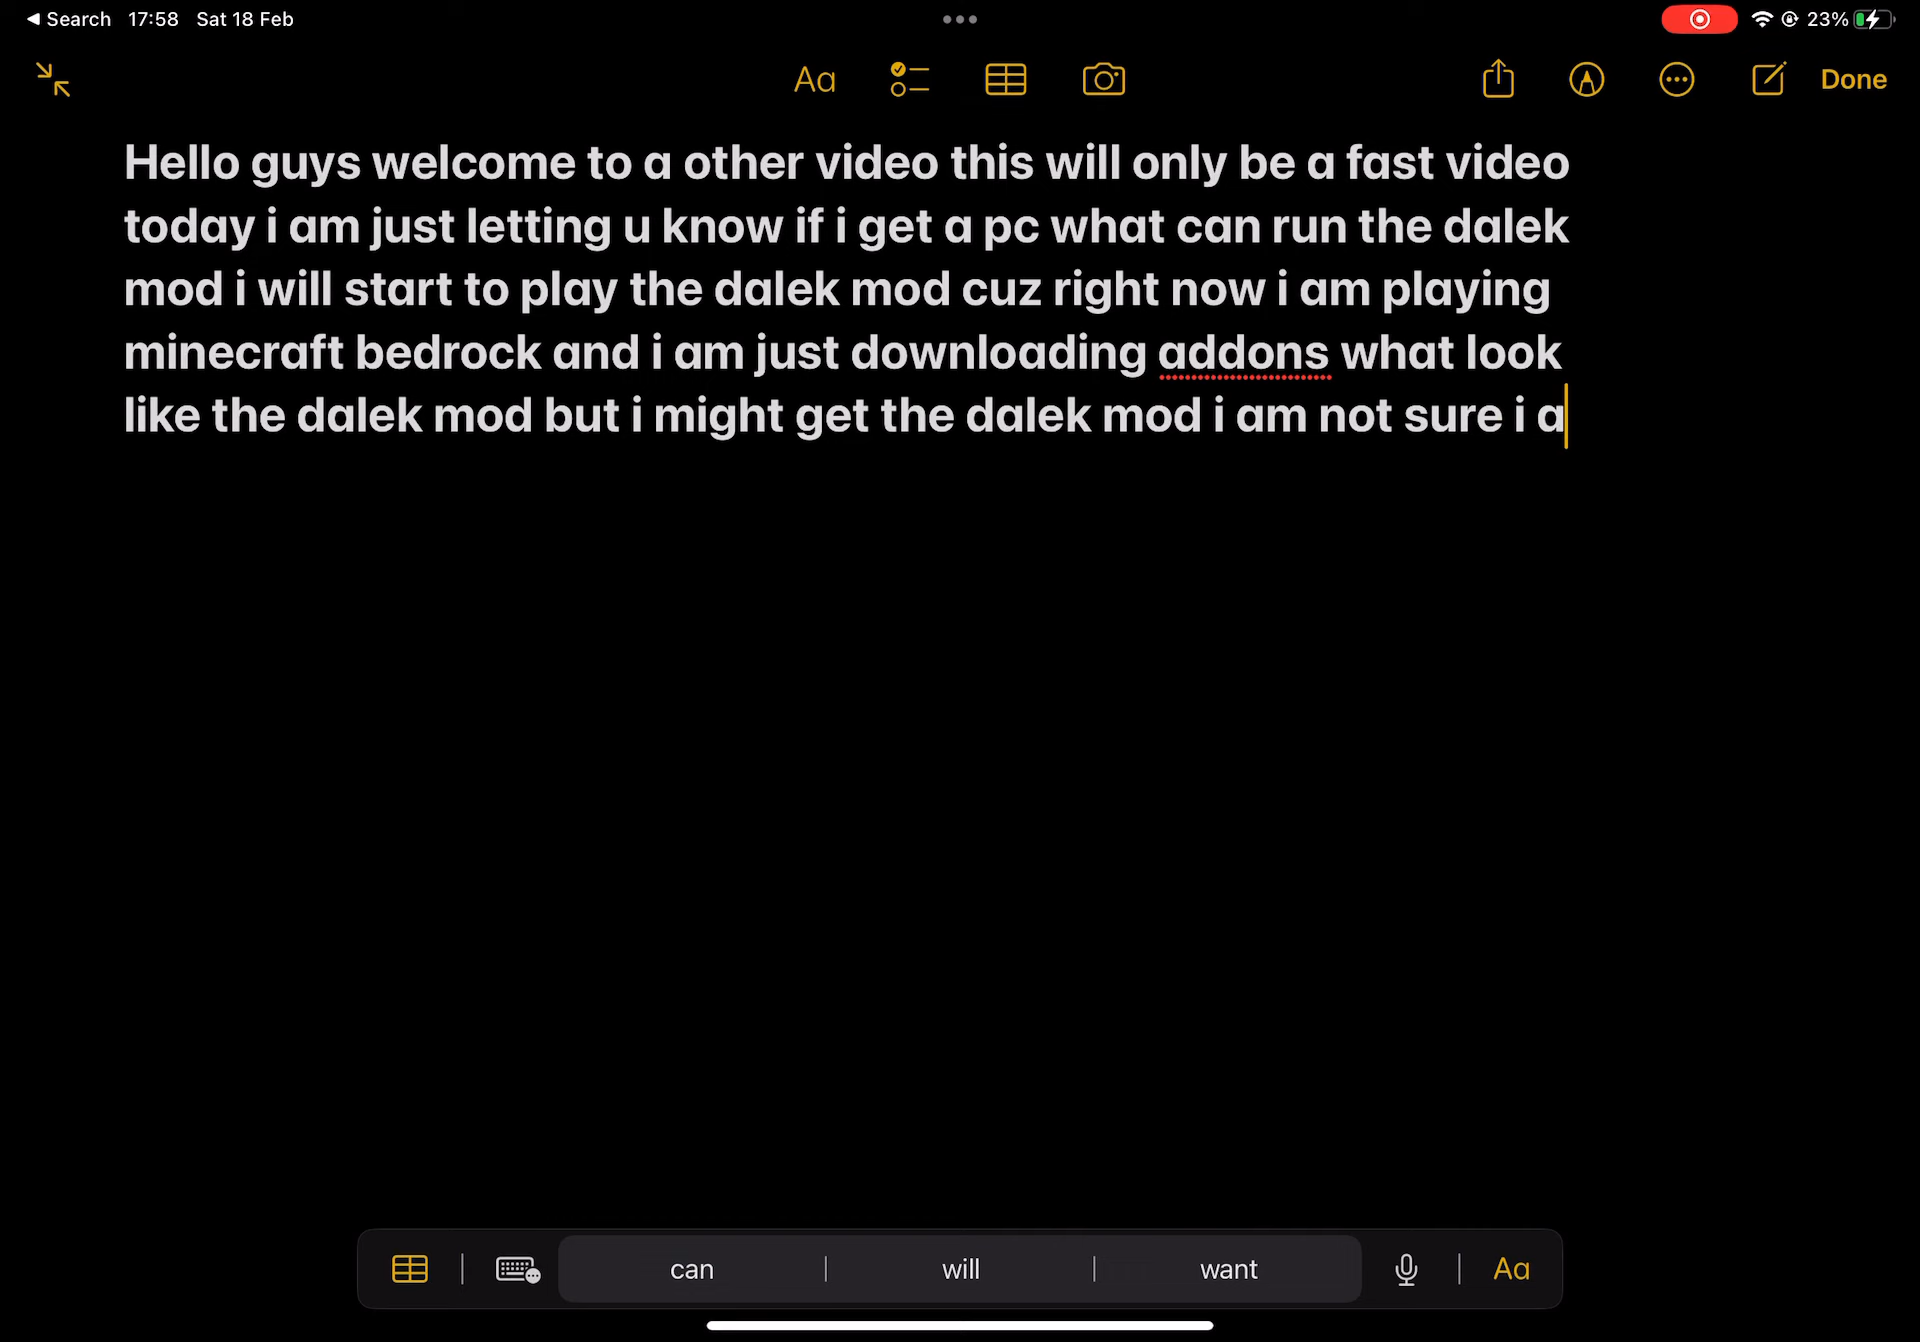 Search 17:58 Sat 18 Feb 23%
Aa Done
Hello guys welcome to a other video this will only be a fast video
today i am just letting u know if i get a pc what can run the dalek
mod i will start to play the dalek mod cuz right now i am playing
minecraft bedrock and i am just downloading addons what look
like the dalek mod but i might get the dalek mod i am not sure i a
can will want Aa